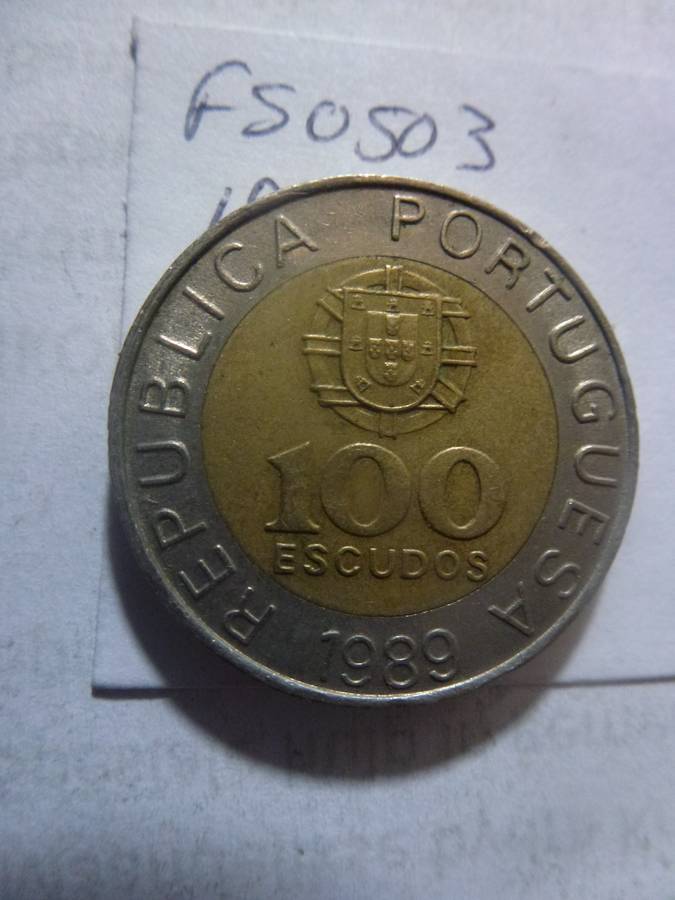 FS0503
REPUBLICA PORTUGUESA
100
ESCUDOS
1989